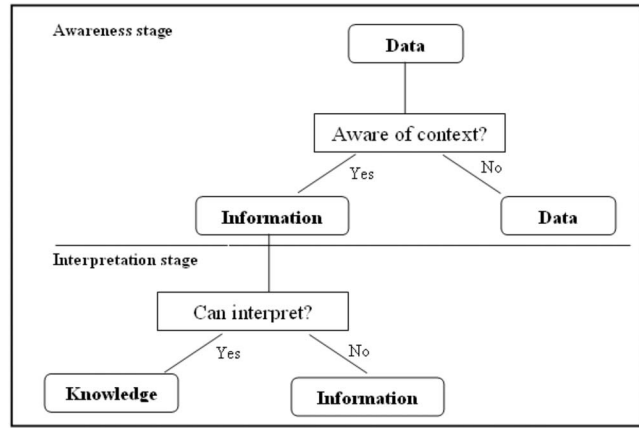 Awareness stage
Data
Aware of context?
Yes
No
Information
Data
Interpretation stage
Can interpret?
Yes
No
Knowledge
Information